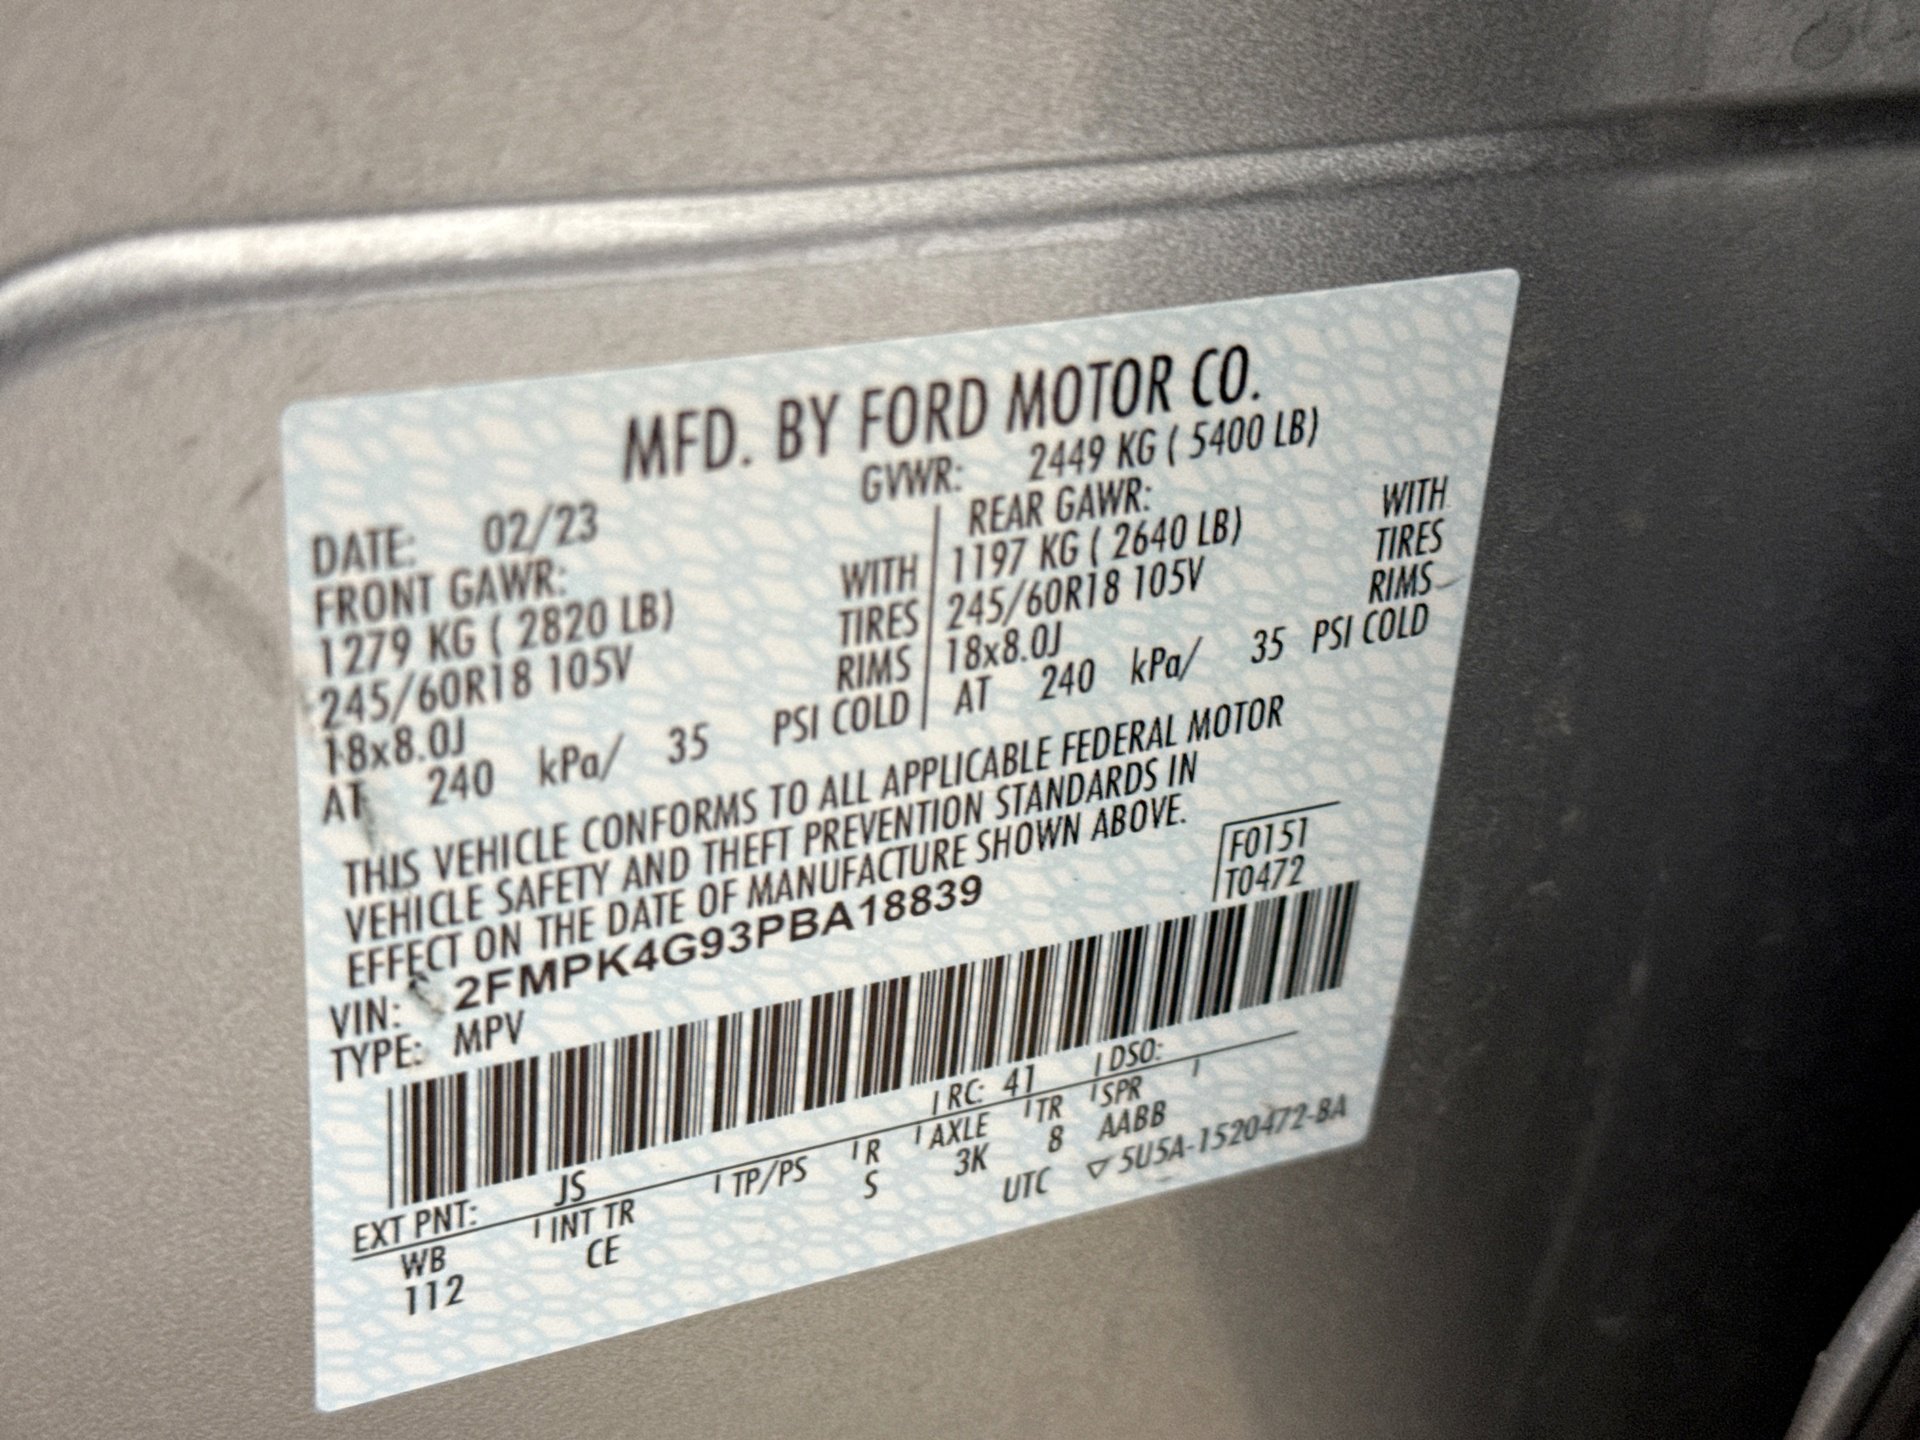 MFD. BY FORD MOTOR CO.
DATE: 02/23 GVWR: 2449 KG ( 5400 LB)
FRONT GAWR: REAR GAWR:
1279 KG ( 2820 LB) WITH 1197 KG ( 2640 LB) WITH
245/60R18 105V TIRES 245/60R18 105V TIRES
18x8.0J RIMS 18x8.0J RIMS
AT 240 kPa/ 35 PSI COLD AT 240 kPa/ 35 PSI COLD
THIS VEHICLE CONFORMS TO ALL APPLICABLE FEDERAL MOTOR
VEHICLE SAFETY AND THEFT PREVENTION STANDARDS IN
EFFECT ON THE DATE OF MANUFACTURE SHOWN ABOVE.
VIN: 2FMPK4G93PBA18839 F0151
TYPE: MPV T0472
EXT PNT: JS RC: 41 DSO:
WB INT TR TP/PS R AXLE TR SPR
112 CE S 3K 8 AABB
UTC ▽ 5U5A-1520472-BA